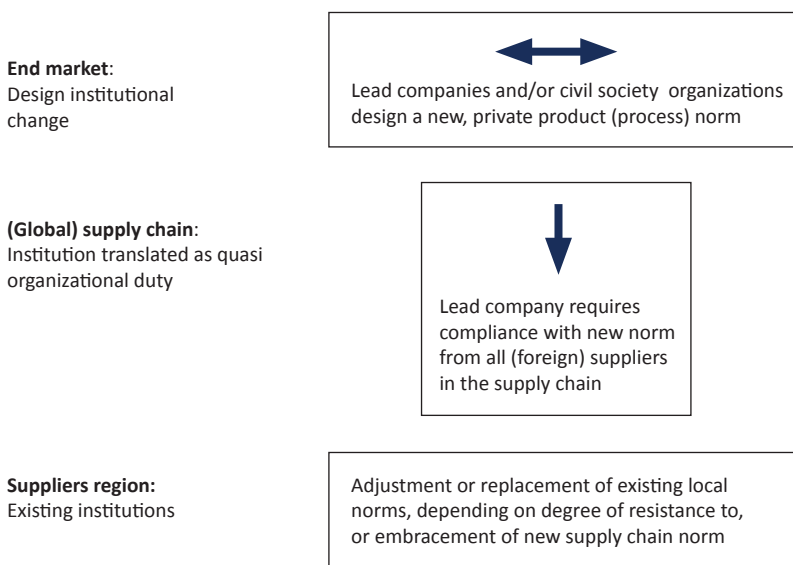 End market:
Design institutional
change
Lead companies and/or civil society organizations
design a new, private product (process) norm
(Global) supply chain:
Institution translated as quasi
organizational duty
Lead company requires
compliance with new norm
from all (foreign) suppliers
in the supply chain
Suppliers region:
Existing institutions
Adjustment or replacement of existing local
norms, depending on degree of resistance to,
or embracement of new supply chain norm